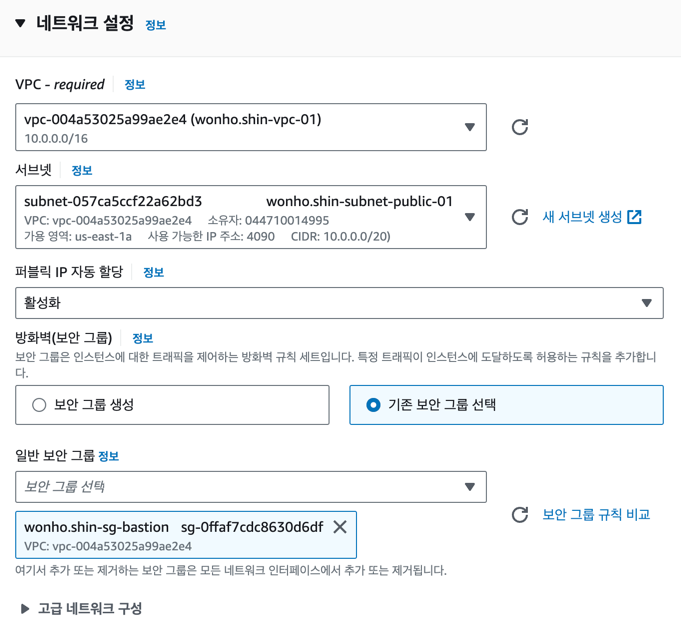 네트워크 설정 정보
VPC - required 정보
vpc-004a53025a99ae2e4 (wonho.shin-vpc-01)
10.0.0.0/16
서브넷 정보
subnet-057ca5ccf22a62bd3 wonho.shin-subnet-public-01
VPC: vpc-004a53025a99ae2e4 소유자: 044710014995
가용 영역: us-east-1a 사용 가능한 IP 주소: 4090 CIDR: 10.0.0.0/20)
새 서브넷 생성
퍼블릭 IP 자동 할당 정보
활성화
방화벽(보안 그룹) 정보
보안 그룹은 인스턴스에 대한 트래픽을 제어하는 방화벽 규칙 세트입니다. 특정 트래픽이 인스턴스에 도달하도록 허용하는 규칙을 추가합니
다.
보안 그룹 생성
기존 보안 그룹 선택
일반 보안 그룹 정보
보안 그룹 선택
wonho.shin-sg-bastion sg-0ffaf7cdc8630d6df
VPC: vpc-004a53025a99ae2e4
보안 그룹 규칙 비교
여기서 추가 또는 제거하는 보안 그룹은 모든 네트워크 인터페이스에서 추가 또는 제거됩니다.
고급 네트워크 구성